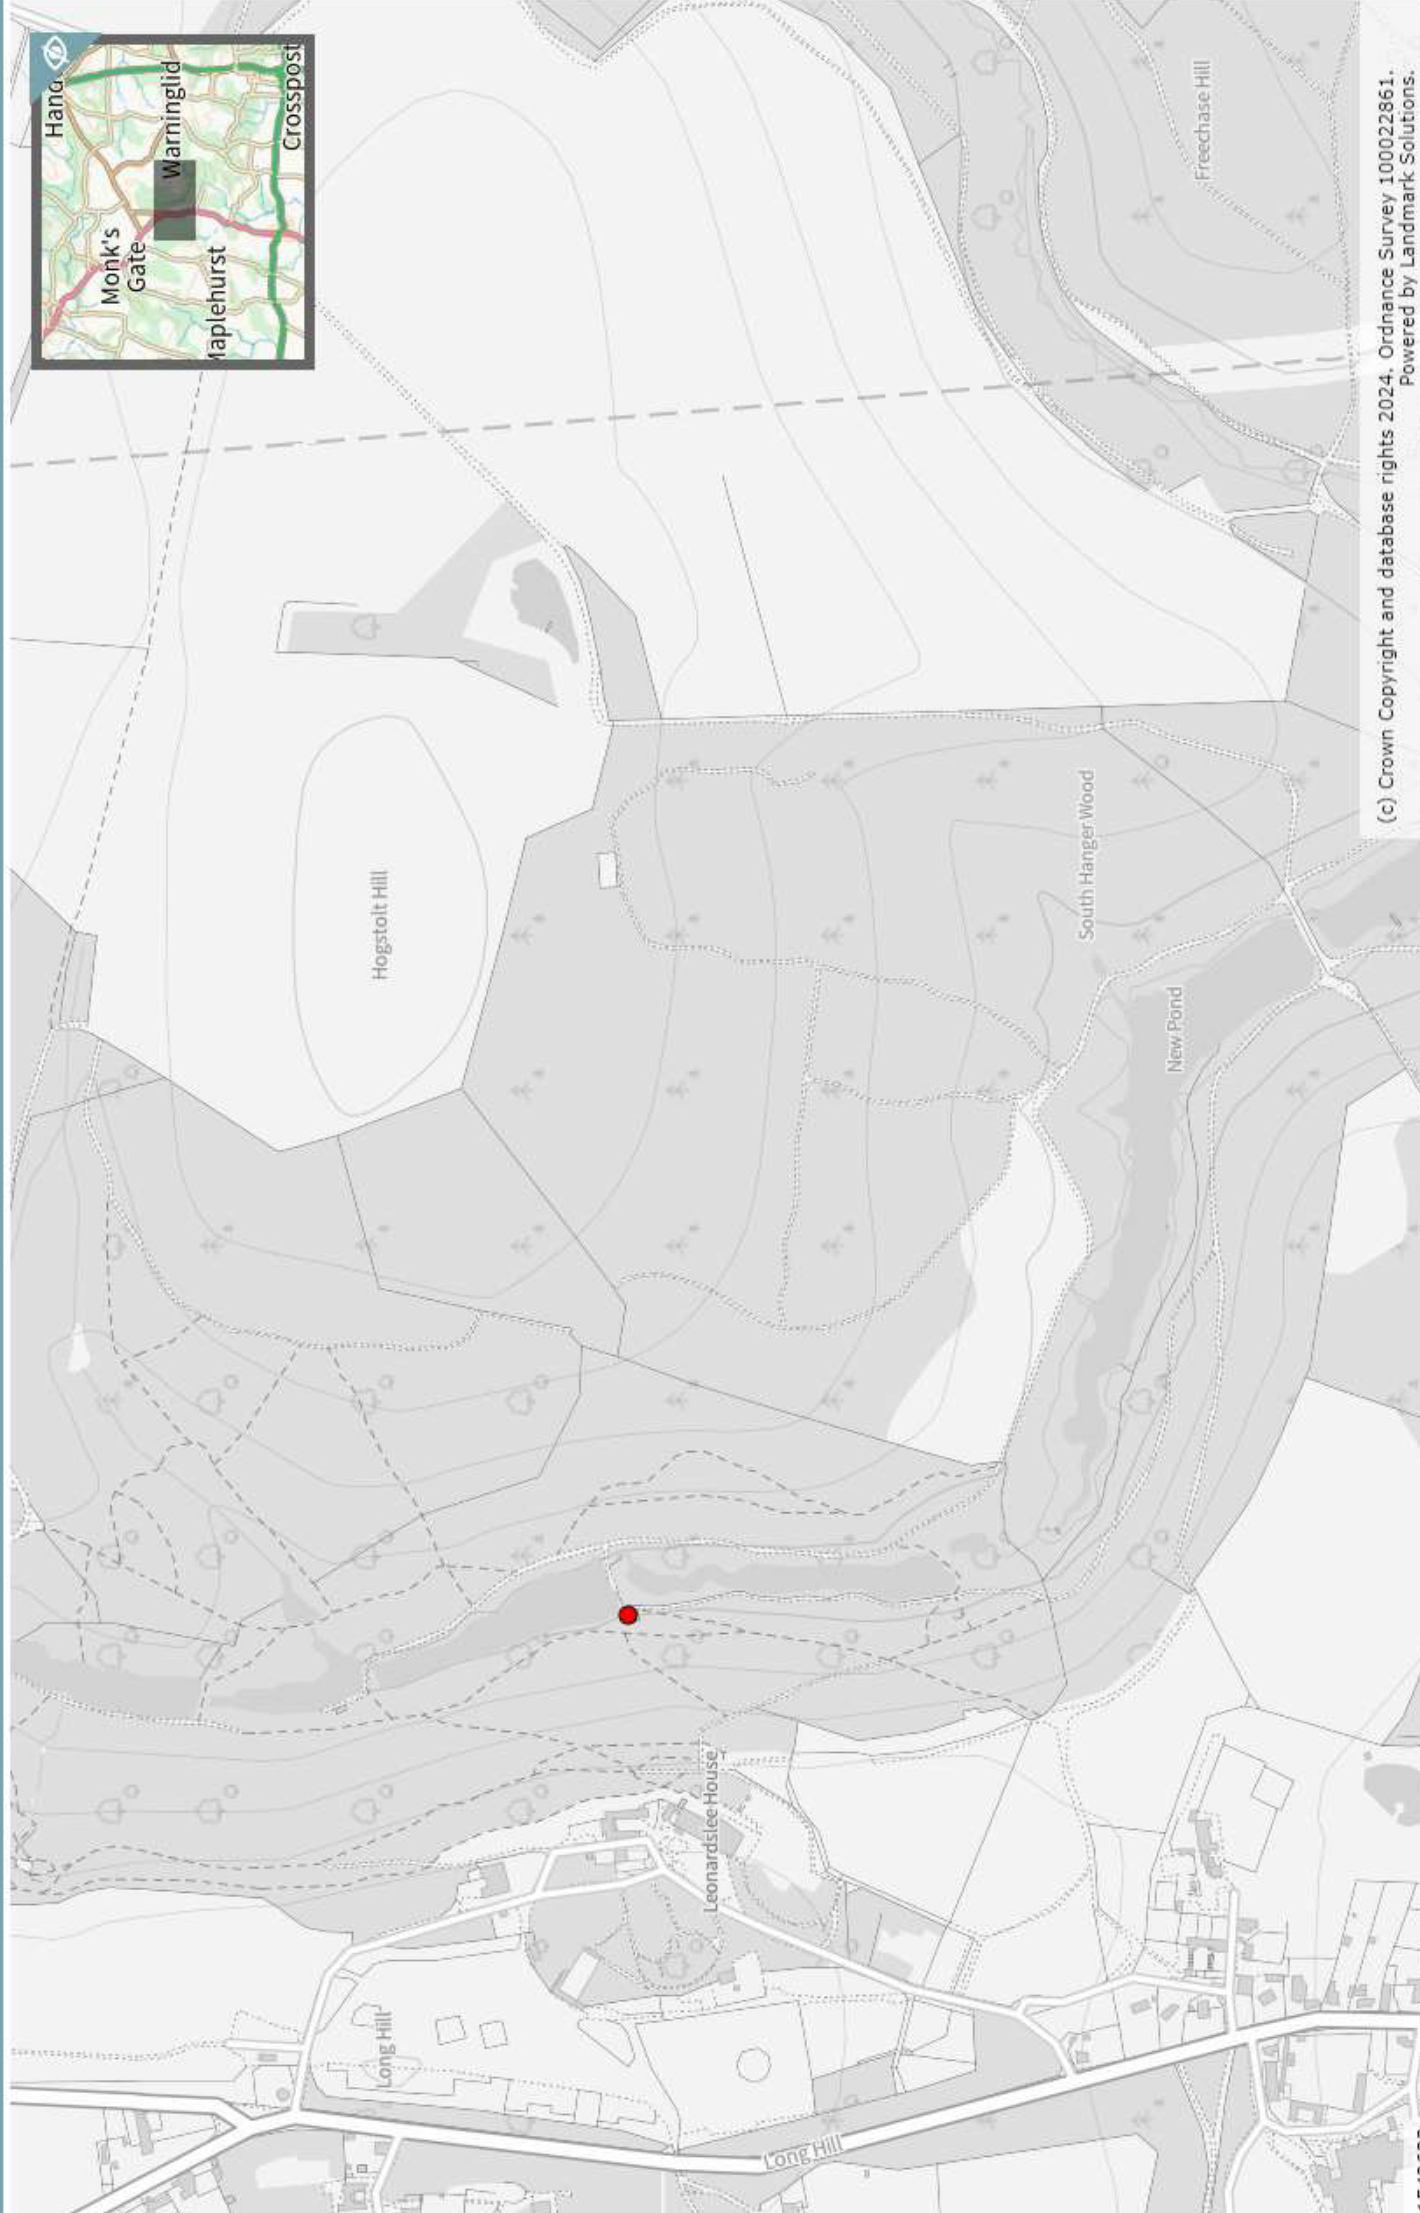 Hand
Warninglid
Crosspost
Monk's
Gate
Maplehurst
Freechase Hill
Hogstolt Hill
South Hanger Wood
New Pond
Leonardslee House
Long Hill
Long Hill
(c) Crown Copyright and database rights 2024. Ordnance Survey 100022861.
Powered by Landmark Solutions.